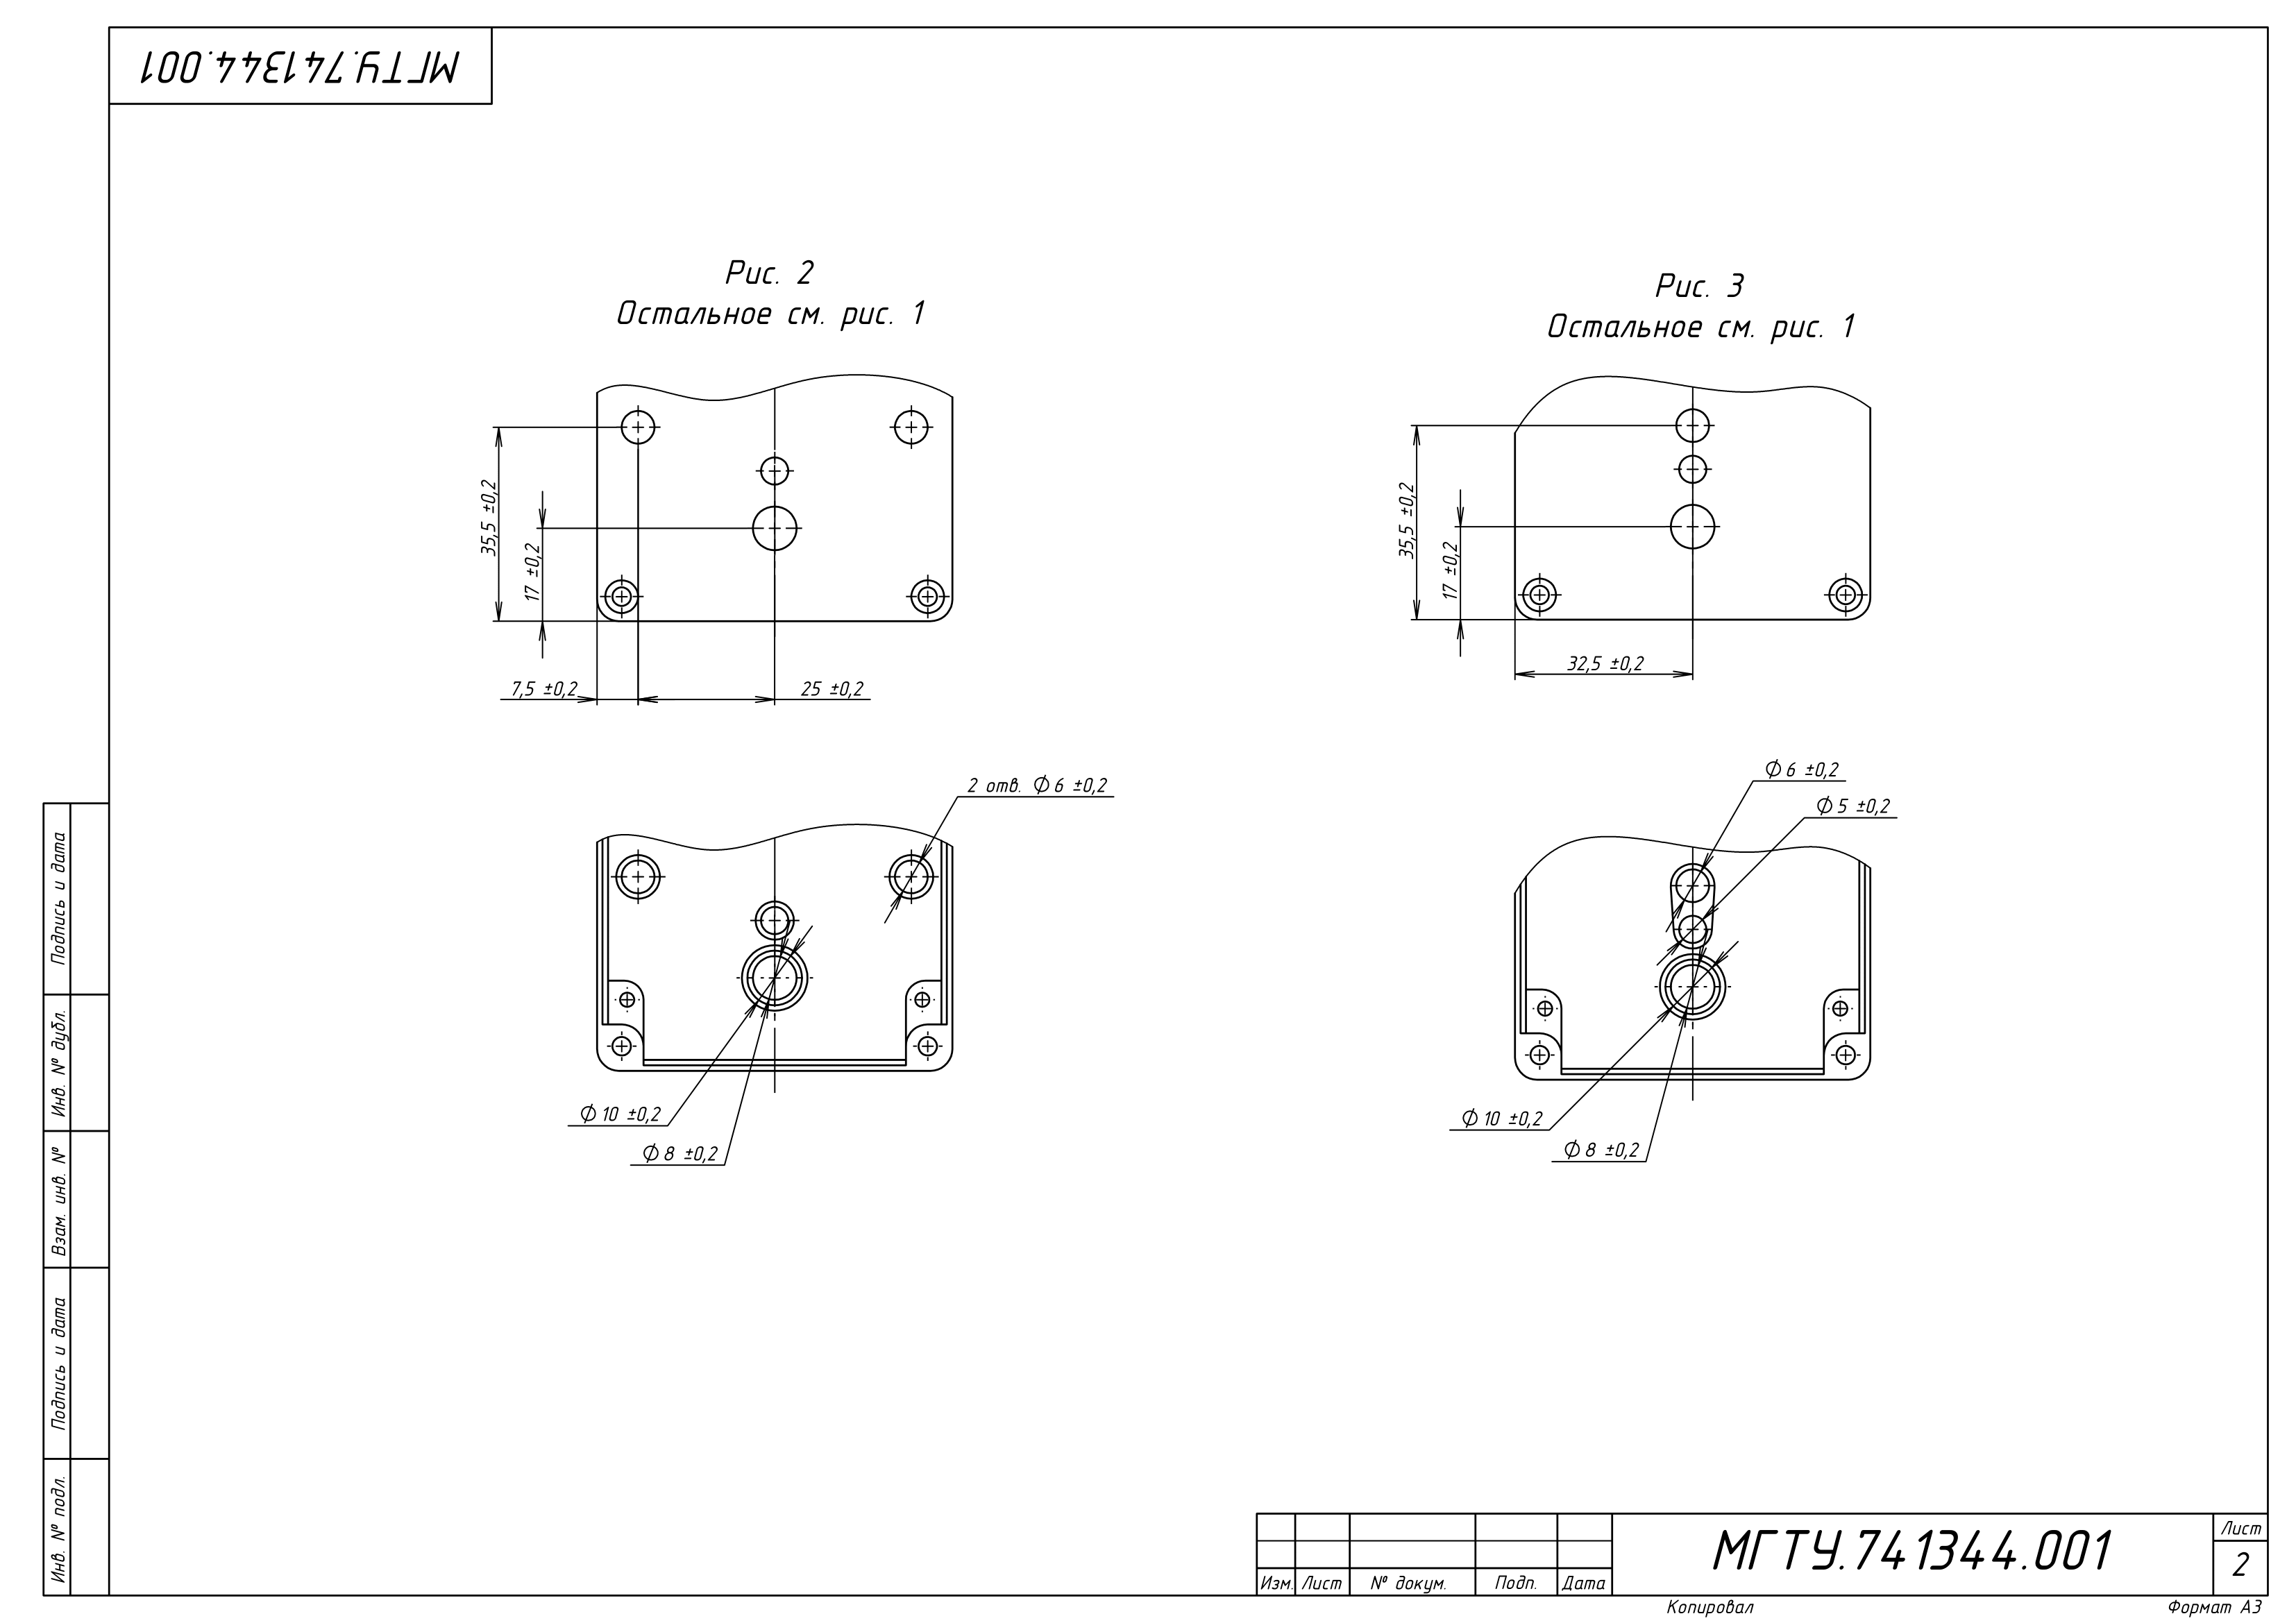 МГТУ.741344.001
Рис. 2
Остальное см. рис. 1
35,5 ±0,2
17 ±0,2
7,5 ±0,2
25 ±0,2
2 отв. Φ 6 ±0,2
Φ 10 ±0,2
Φ 8 ±0,2
Рис. 3
Остальное см. рис. 1
35,5 ±0,2
17 ±0,2
32,5 ±0,2
Φ 6 ±0,2
Φ 5 ±0,2
Φ 10 ±0,2
Φ 8 ±0,2
Подпись и дата
Инв. № дубл.
Взам. инв. №
Подпись и дата
Инв. № подл.
Изм. Лист № докум. Подп. Дата
МГТУ.741344.001
Лист
2
Копировал Формат А3